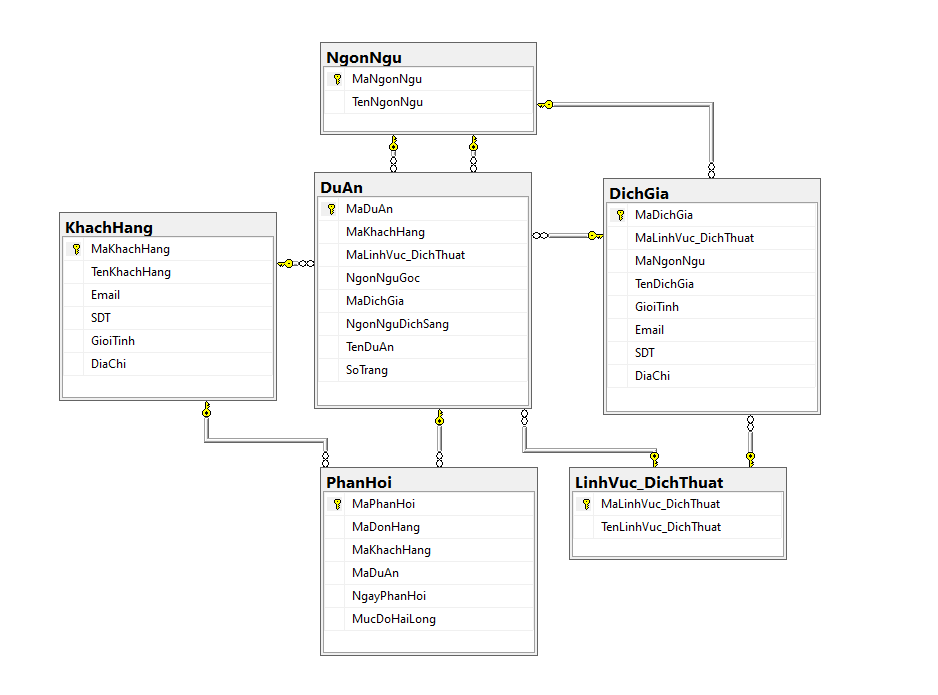 NgonNgu
MaNgonNgu
TenNgonNgu
DuAn
MaDuAn
MaKhachHang
MaLinhVuc_DichThuat
NgonNguGoc
MaDichGia
NgonNguDichSang
TenDuAn
SoTrang
DichGia
MaDichGia
MaLinhVuc_DichThuat
MaNgonNgu
TenDichGia
GioiTinh
Email
SDT
DiaChi
KhachHang
MaKhachHang
TenKhachHang
Email
SDT
GioiTinh
DiaChi
PhanHoi
MaPhanHoi
MaDonHang
MaKhachHang
MaDuAn
NgayPhanHoi
MucDoHaiLong
LinhVuc_DichThuat
MaLinhVuc_DichThuat
TenLinhVuc_DichThuat